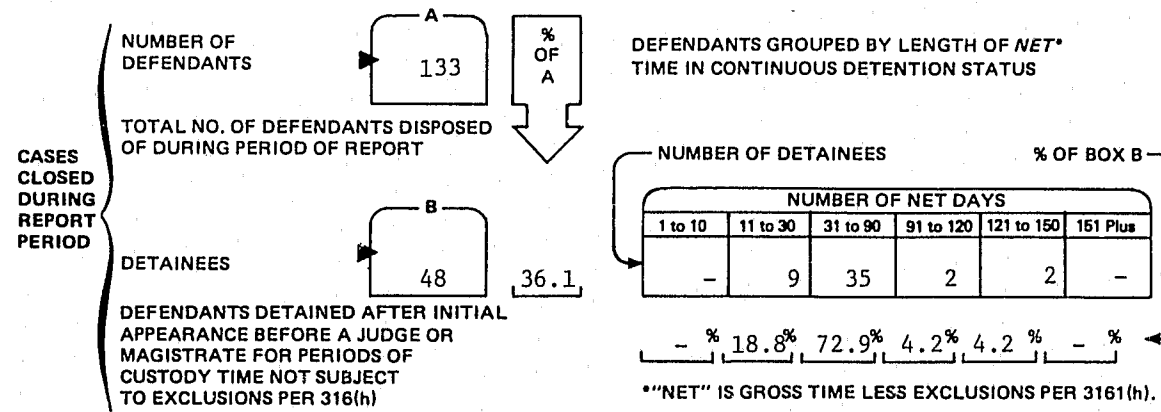 A
NUMBER OF
DEFENDANTS
133
%
OF
A
TOTAL NO. OF DEFENDANTS DISPOSED
OF DURING PERIOD OF REPORT
CASES
CLOSED
DURING
REPORT
PERIOD
B
DETAINEES
48
36.1
DEFENDANTS DETAINED AFTER INITIAL
APPEARANCE BEFORE A JUDGE OR
MAGISTRATE FOR PERIODS OF
CUSTODY TIME NOT SUBJECT
TO EXCLUSIONS PER 316(h)
DEFENDANTS GROUPED BY LENGTH OF NET*
TIME IN CONTINUOUS DETENTION STATUS
NUMBER OF DETAINEES % OF BOX B
NUMBER OF NET DAYS
1 to 10 11 to 30 31 to 90 91 to 120 121 to 150 151 Plus
– 9 35 2 2 –
– % 18.8% 72.9% 4.2% 4.2 % – %
*"NET" IS GROSS TIME LESS EXCLUSIONS PER 3161(h).